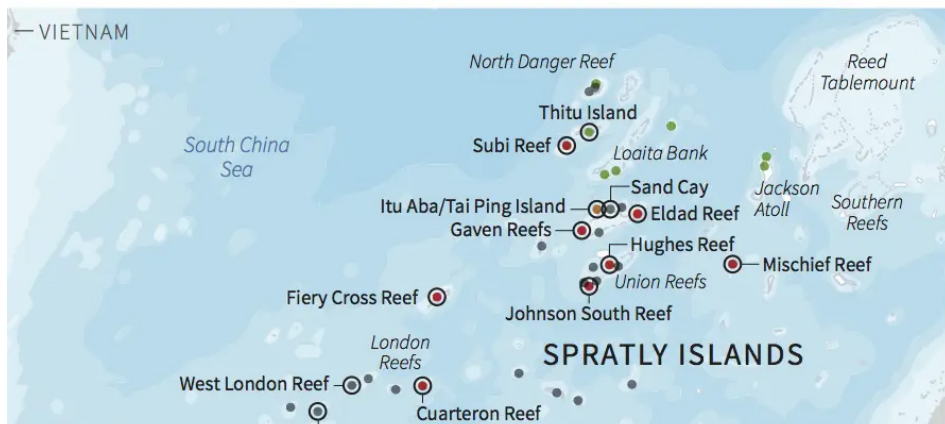 VIETNAM
North Danger Reef
Reed
Tablemount
Thitu Island
South China
Sea
Subi Reef
Loaita Bank
Sand Cay
Jackson
Atoll
Southern
Reefs
Itu Aba/Tai Ping Island
Eldad Reef
Gaven Reefs
Hughes Reef
Mischief Reef
Union Reefs
Fiery Cross Reef
Johnson South Reef
London
Reefs
SPRATLY ISLANDS
West London Reef
Cuarteron Reef